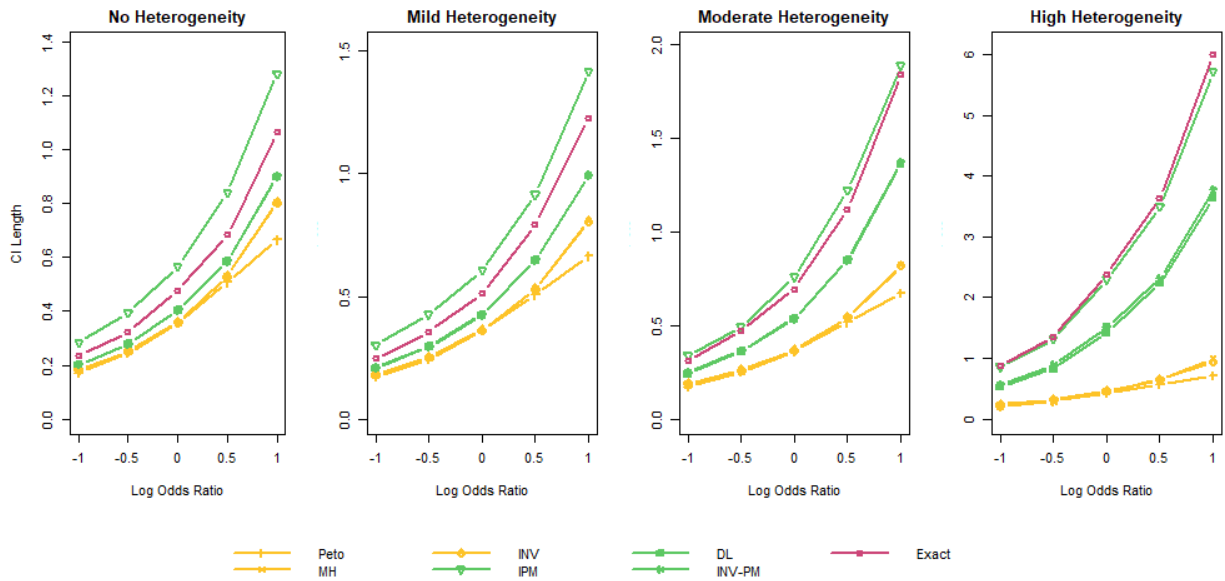 No Heterogeneity
Mild Heterogeneity
Moderate Heterogeneity
High Heterogeneity
CI Length
1.4
1.2
1.0
0.8
0.6
0.4
0.2
0.0
-1 -0.5 0 0.5 1
Log Odds Ratio
1.5
1.0
0.5
0.0
-1 -0.5 0 0.5 1
Log Odds Ratio
2.0
1.5
1.0
0.5
0.0
-1 -0.5 0 0.5 1
Log Odds Ratio
6
5
4
3
2
1
0
-1 -0.5 0 0.5 1
Log Odds Ratio
Peto INV DL Exact
MH IPM INV-PM